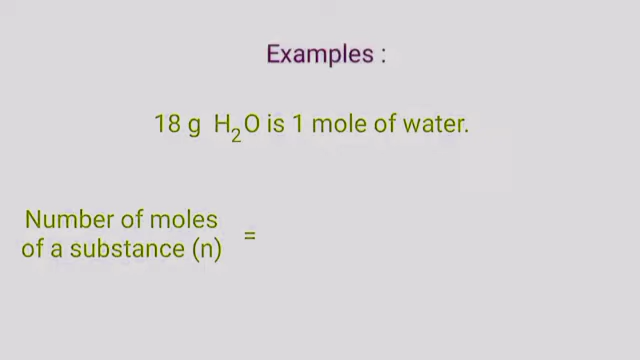 Examples :
18 g H₂O is 1 mole of water.
Number of moles
of a substance (n) =